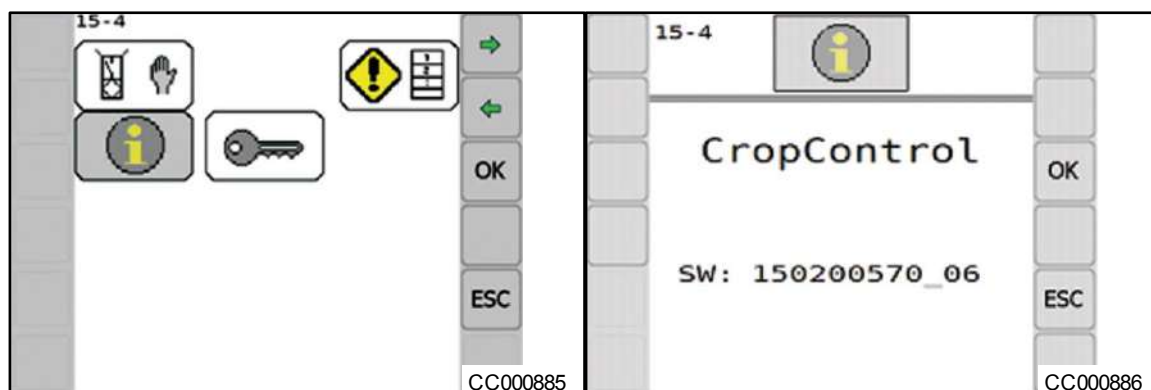 15-4
OK
ESC
CC000885
15-4
CropControl
OK
SW: 150200570_06
ESC
CC000886